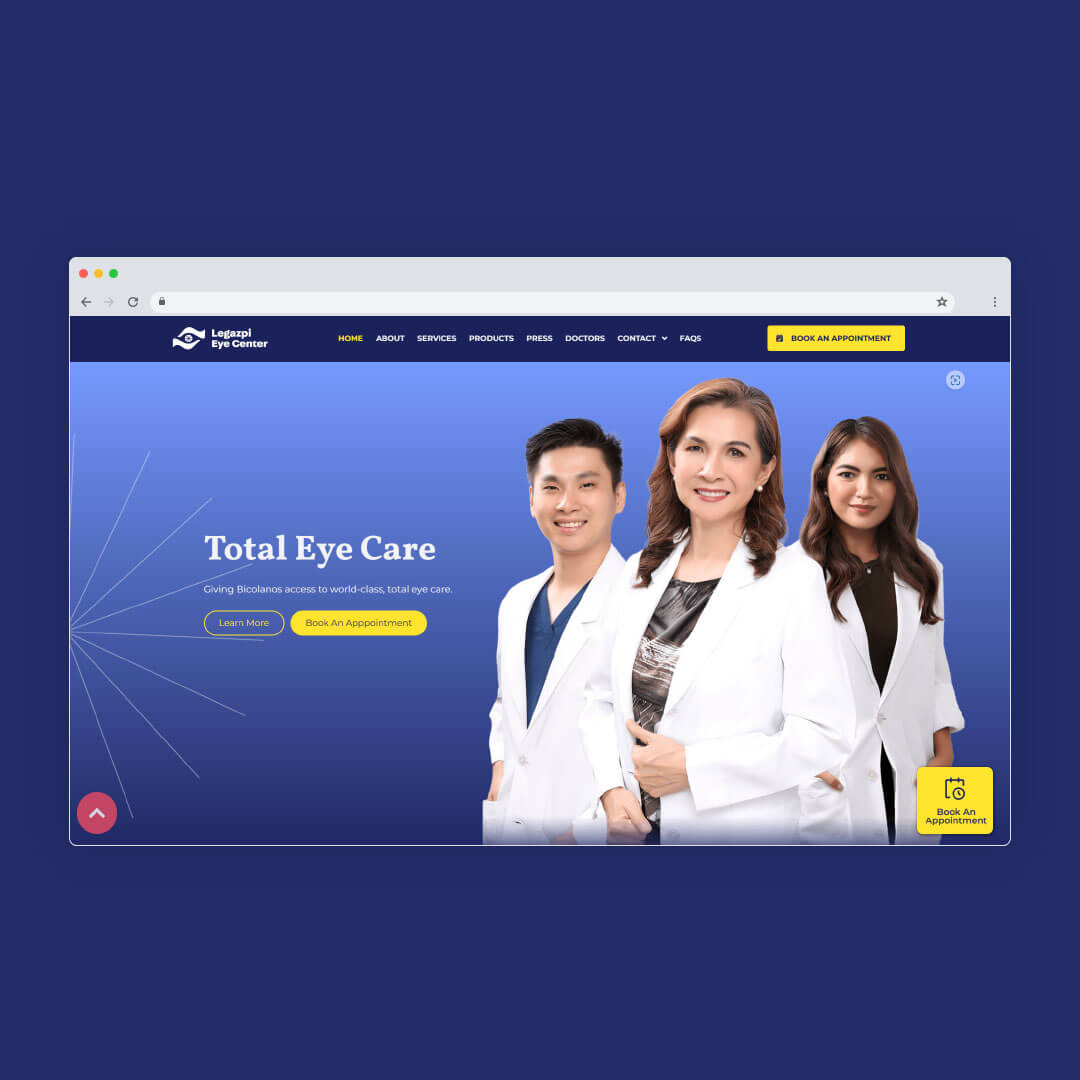 Legazpi
Eye Center
HOME ABOUT SERVICES PRODUCTS PRESS DOCTORS CONTACT FAQS
BOOK AN APPOINTMENT
Total Eye Care
Giving Bicolanos access to world-class, total eye care.
Learn More
Book An Apppointment
Book An
Appointment